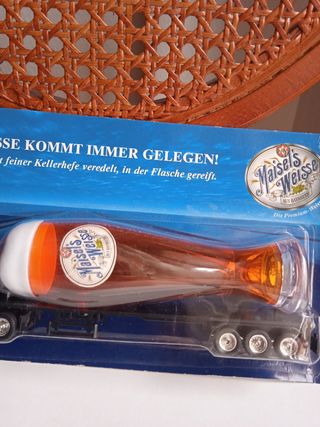 SSE KOMMT IMMER GELEGEN!
t feiner Kellerhefe veredelt, in der Flasche gereift.
Maisel's
Weisse
Die Premium-Weis
Maisel's
Weisse